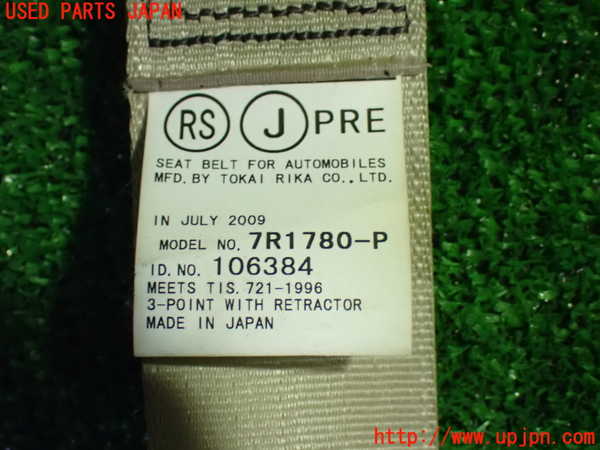 USED PARTS JAPAN
RS J PRE
SEAT BELT FOR AUTOMOBILES
MFD. BY TOKAI RIKA CO., LTD.
IN JULY 2009
MODEL NO. 7R1780-P
ID. NO. 106384
MEETS TIS. 721-1996
3-POINT WITH RETRACTOR
MADE IN JAPAN
http://www.upjpn.com/